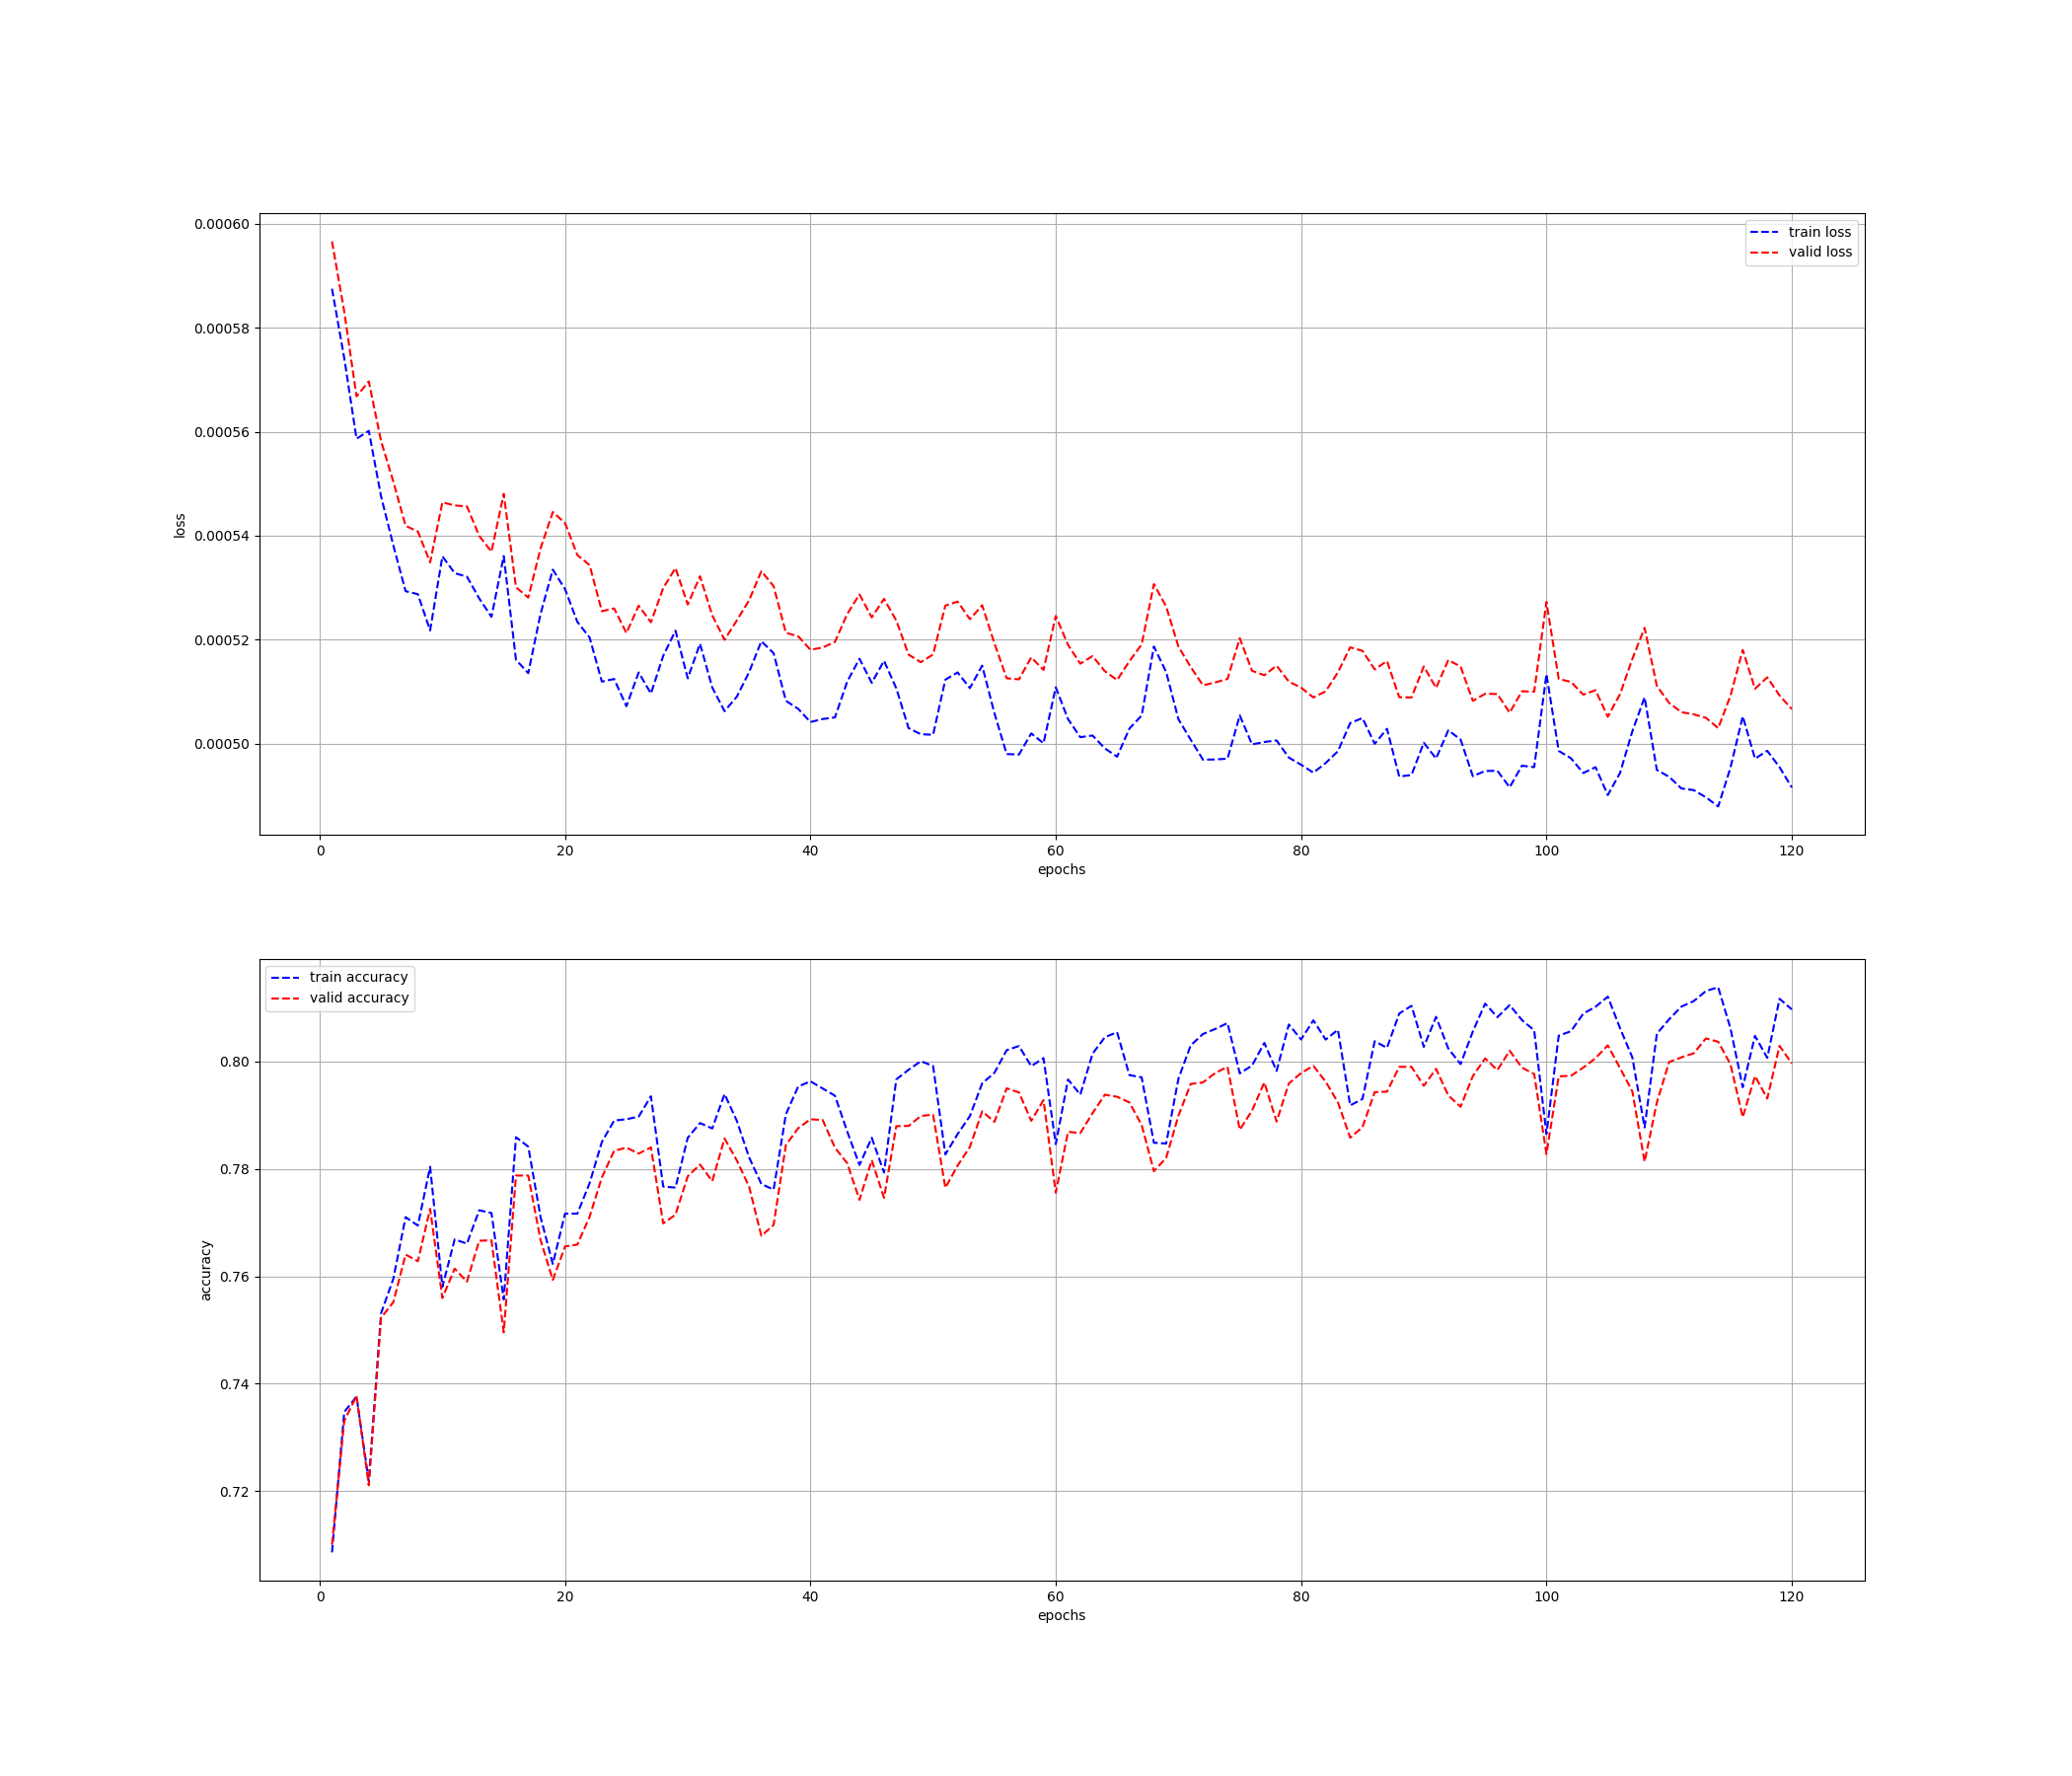 0.00060
train loss
valid loss
0.00058
0.00056
0.00054
loss
0.00052
0.00050
0 20 40 60 80 100 120
epochs
train accuracy
valid accuracy
0.80
0.78
0.76
accuracy
0.74
0.72
0 20 40 60 80 100 120
epochs